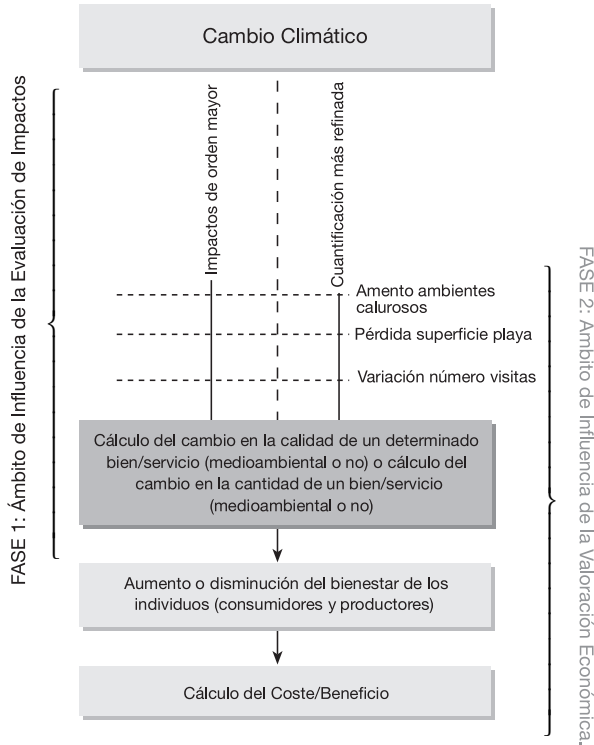 Cambio Climático
FASE 1: Ámbito de Influencia de la Evaluación de Impactos
Impactos de orden mayor
Cuantificación más refinada
Amento ambientes
calurosos
Pérdida superficie playa
Variación número visitas
FASE 2: Ambito de Influencia de la Valoración Económica.
Cálculo del cambio en la calidad de un determinado
bien/servicio (medioambiental o no) o cálculo del
cambio en la cantidad de un bien/servicio
(medioambiental o no)
Aumento o disminución del bienestar de los
individuos (consumidores y productores)
Cálculo del Coste/Beneficio